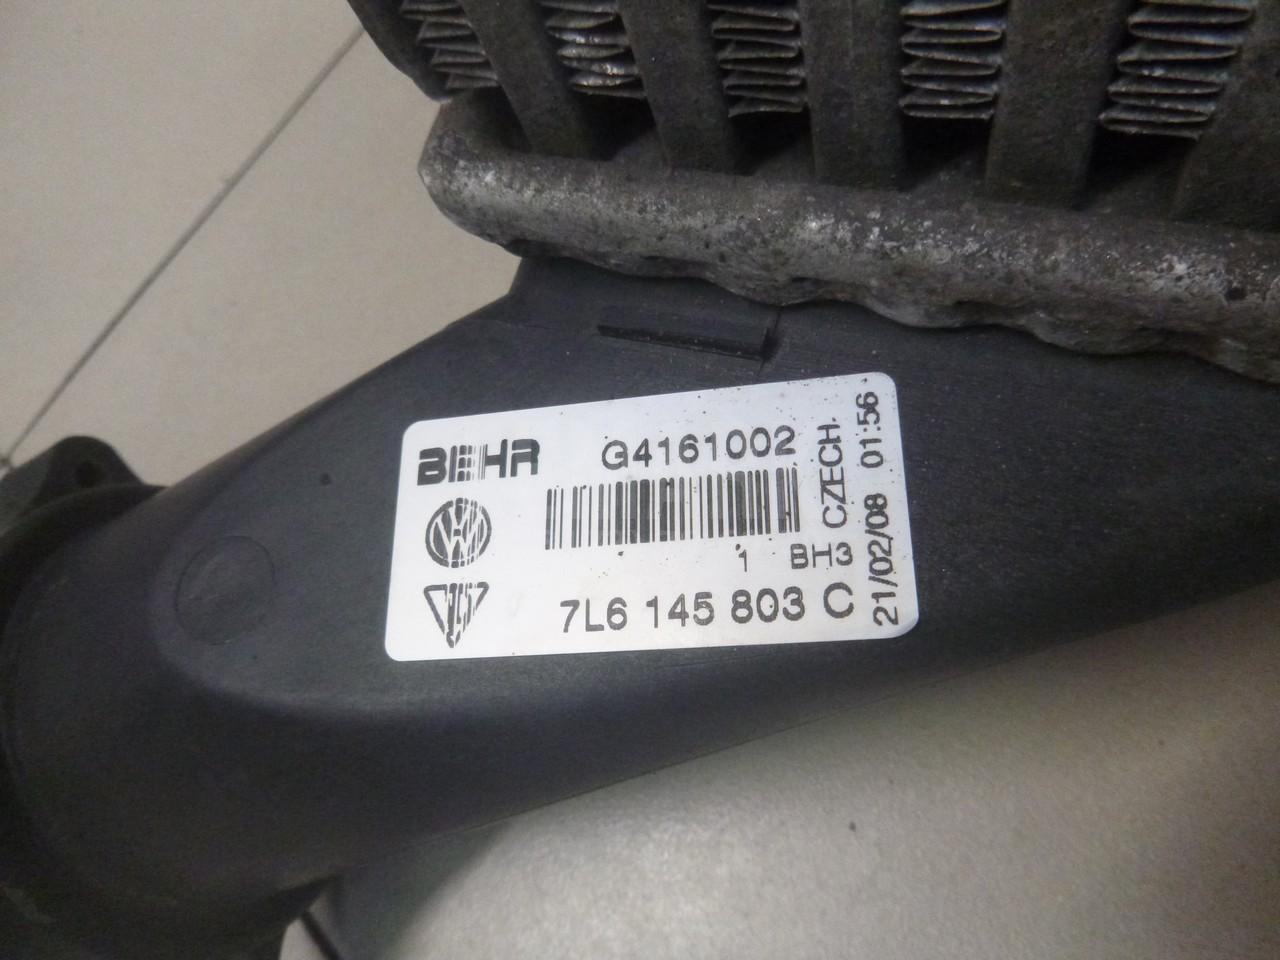 BEHR G4161002
1 BH3
7L6 145 803 C
CZECH.
21/02/08 01:56